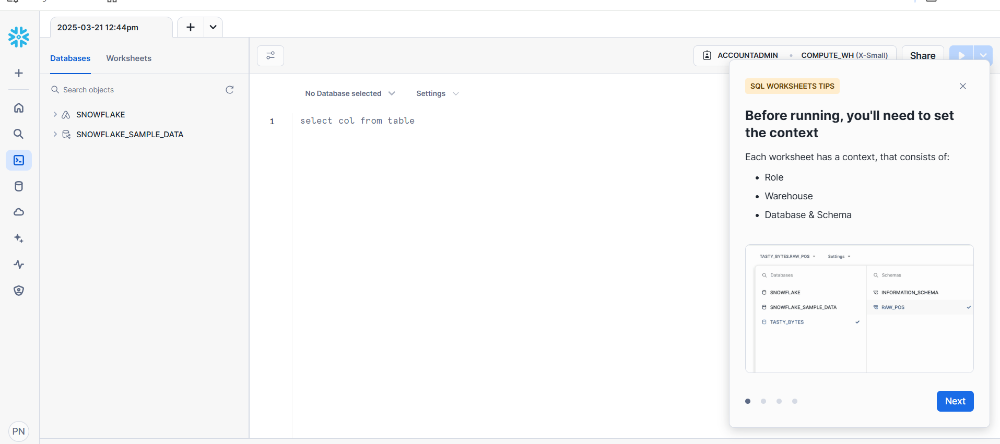 2025-03-21 12:44pm
Databases Worksheets
Search objects
SNOWFLAKE
SNOWFLAKE_SAMPLE_DATA
PN
ACCOUNTADMIN • COMPUTE_WH (X-Small)
Share
No Database selected Settings
1 select col from table
SQL WORKSHEETS TIPS
Before running, you'll need to set
the context
Each worksheet has a context, that consists of:
• Role
• Warehouse
• Database & Schema
TASTY_BYTES.RAW_POS Settings
Databases Schemas
SNOWFLAKE INFORMATION_SCHEMA
SNOWFLAKE_SAMPLE_DATA RAW_POS
TASTY_BYTES
Next